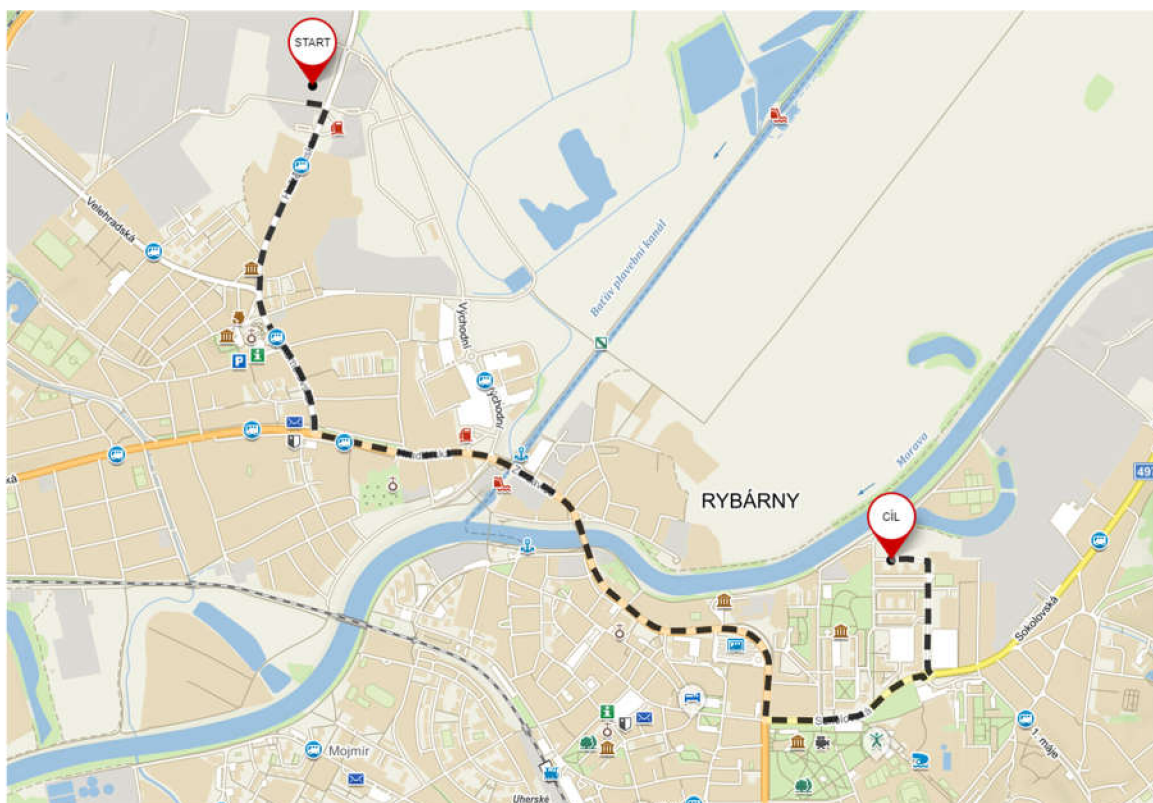 START
Velehradská
Baťův plavební kanál
Východní
Východní
Morava
497
RYBÁRNY
CÍL
Sokolovská
Mojmír
1. máje
Uherské
P